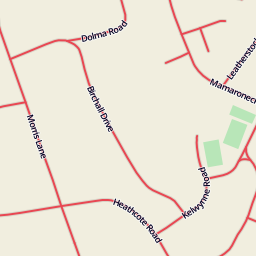 Dolma Road
Leatherstock
Mamaroneck
Birchall Drive
Morris Lane
Kelwynne Road
Heathcote Road